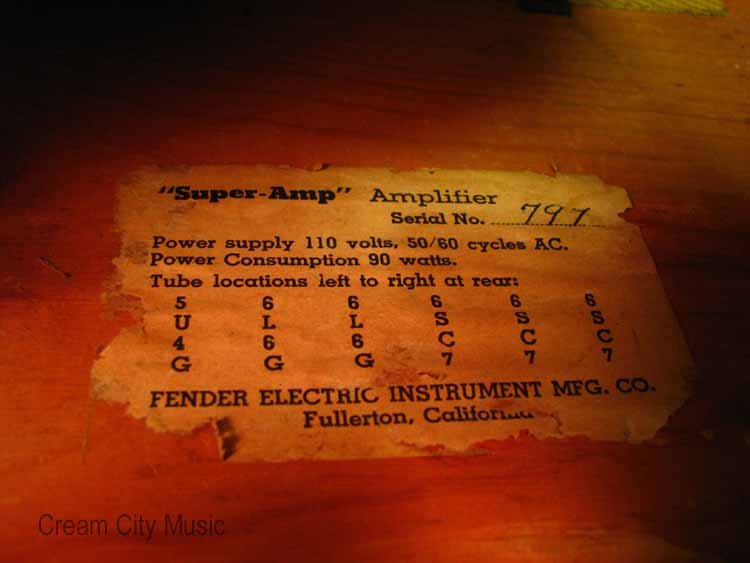 "Super-Amp" Amplifier
Serial No. 797
Power supply 110 volts, 50/60 cycles AC.
Power Consumption 90 watts.
Tube locations left to right at rear:
5 6 6 6 6 6
U L L S S S
4 6 6 C C C
G G G 7 7 7
FENDER ELECTRIC INSTRUMENT MFG. CO.
Fullerton, California
Cream City Music